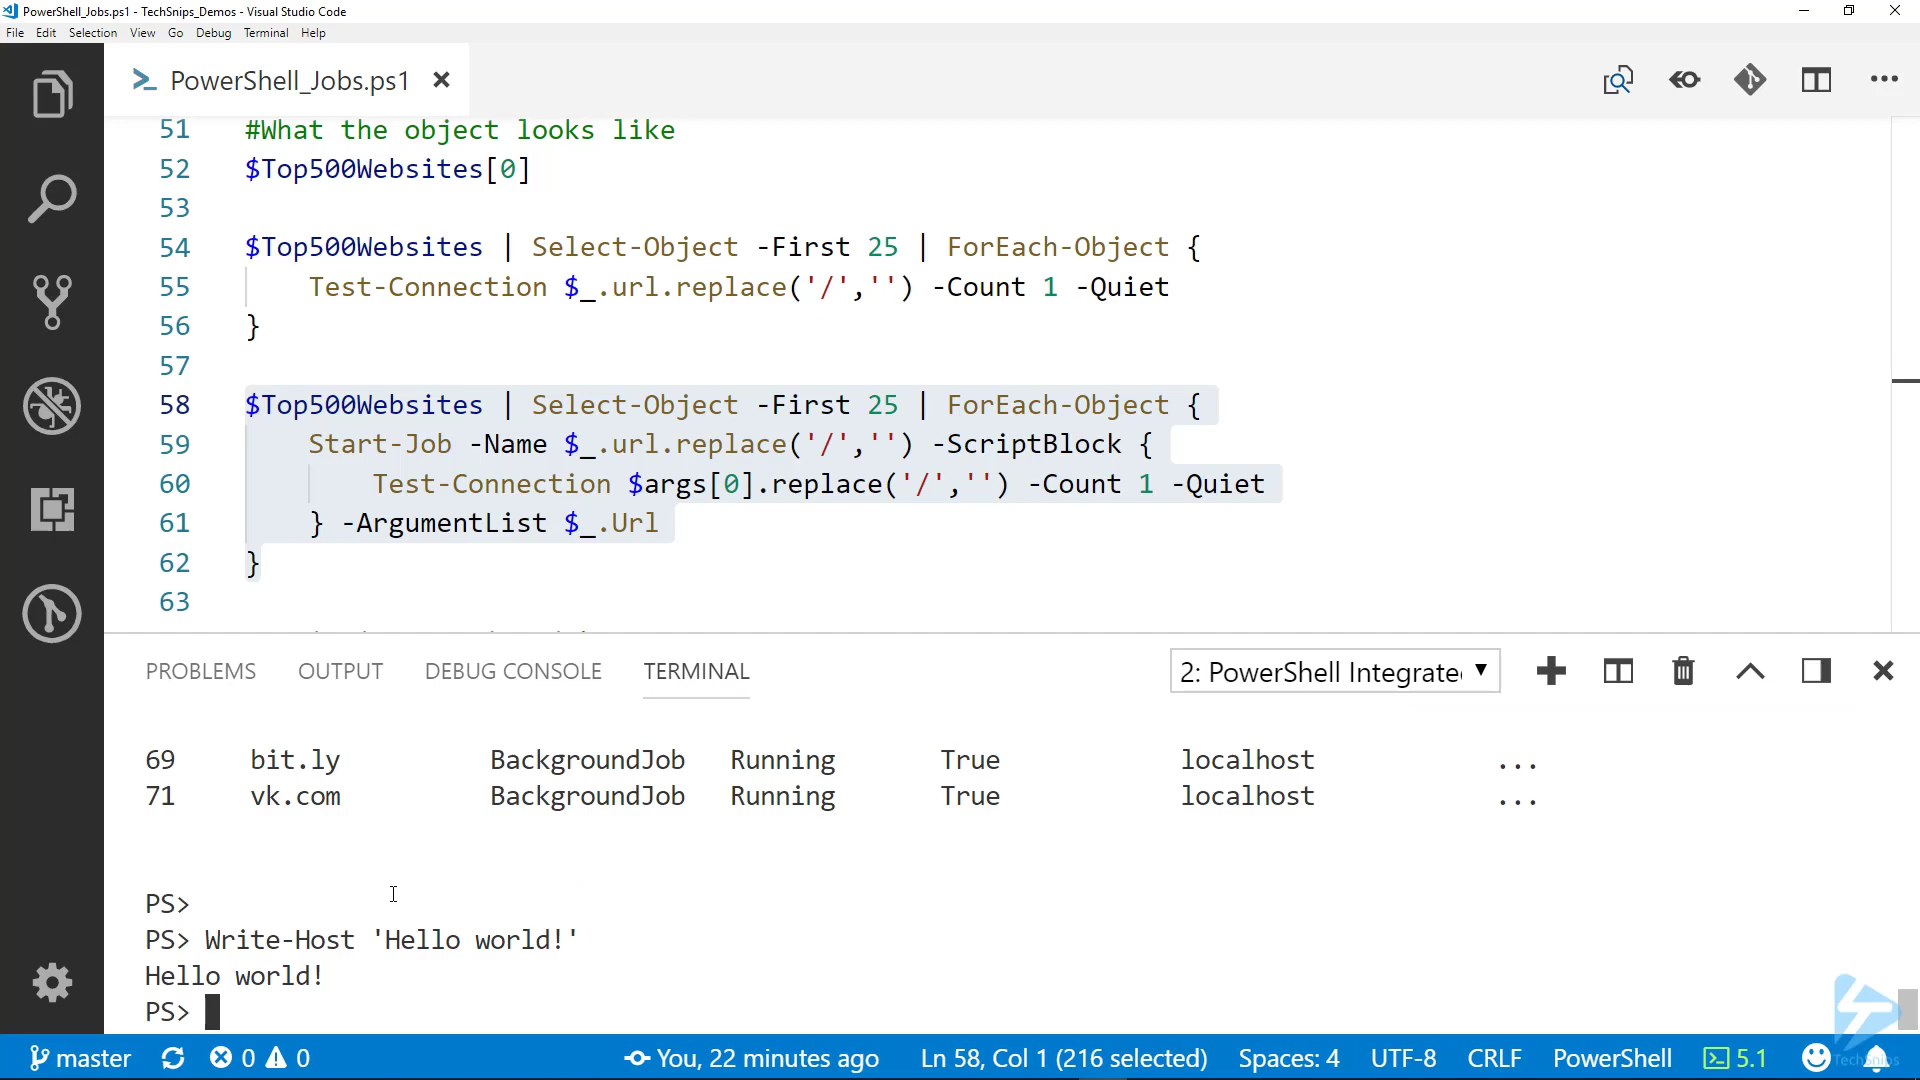 PowerShell_Jobs.ps1 - TechSnips_Demos - Visual Studio Code
File Edit Selection View Go Debug Terminal Help
PowerShell_Jobs.ps1
51 #What the object looks like
52 $Top500Websites[0]
53
54 $Top500Websites | Select-Object -First 25 | ForEach-Object {
55 Test-Connection $_.url.replace('/','') -Count 1 -Quiet
56 }
57
58 $Top500Websites | Select-Object -First 25 | ForEach-Object {
59 Start-Job -Name $_.url.replace('/','') -ScriptBlock {
60 Test-Connection $args[0].replace('/','') -Count 1 -Quiet
61 } -ArgumentList $_.Url
62 }
63
PROBLEMS OUTPUT DEBUG CONSOLE TERMINAL 2: PowerShell Integrate
69 bit.ly BackgroundJob Running True localhost ...
71 vk.com BackgroundJob Running True localhost ...
PS>
PS> Write-Host 'Hello world!'
Hello world!
PS>
master 0 0 You, 22 minutes ago Ln 58, Col 1 (216 selected) Spaces: 4 UTF-8 CRLF PowerShell 5.1
TechSnips